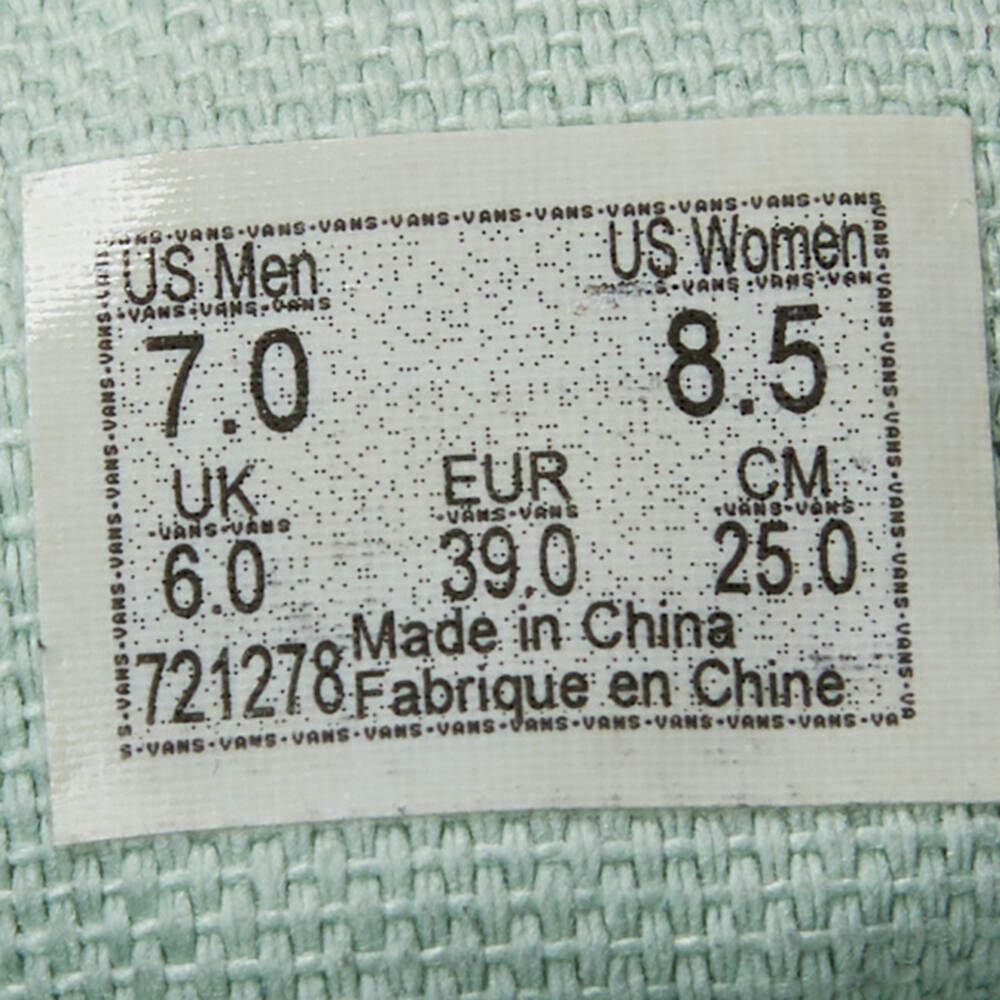 VANS·VANS·VANS·VANS·VANS·VANS·VANS·VANS·VANS·VANS
US Men US Women
·VANS·VANS·VANS ·VANS·VANS·VAN
7.0 8.5
UK EUR CM
·VANS·VANS ·VANS·VANS ·VANS·VANS
6.0 39.0 25.0
721278 Made in China
Fabrique en Chine
S·VANS·VANS·VANS·VANS·VANS·VANS·VANS·VANS·VANS·VANS·VA